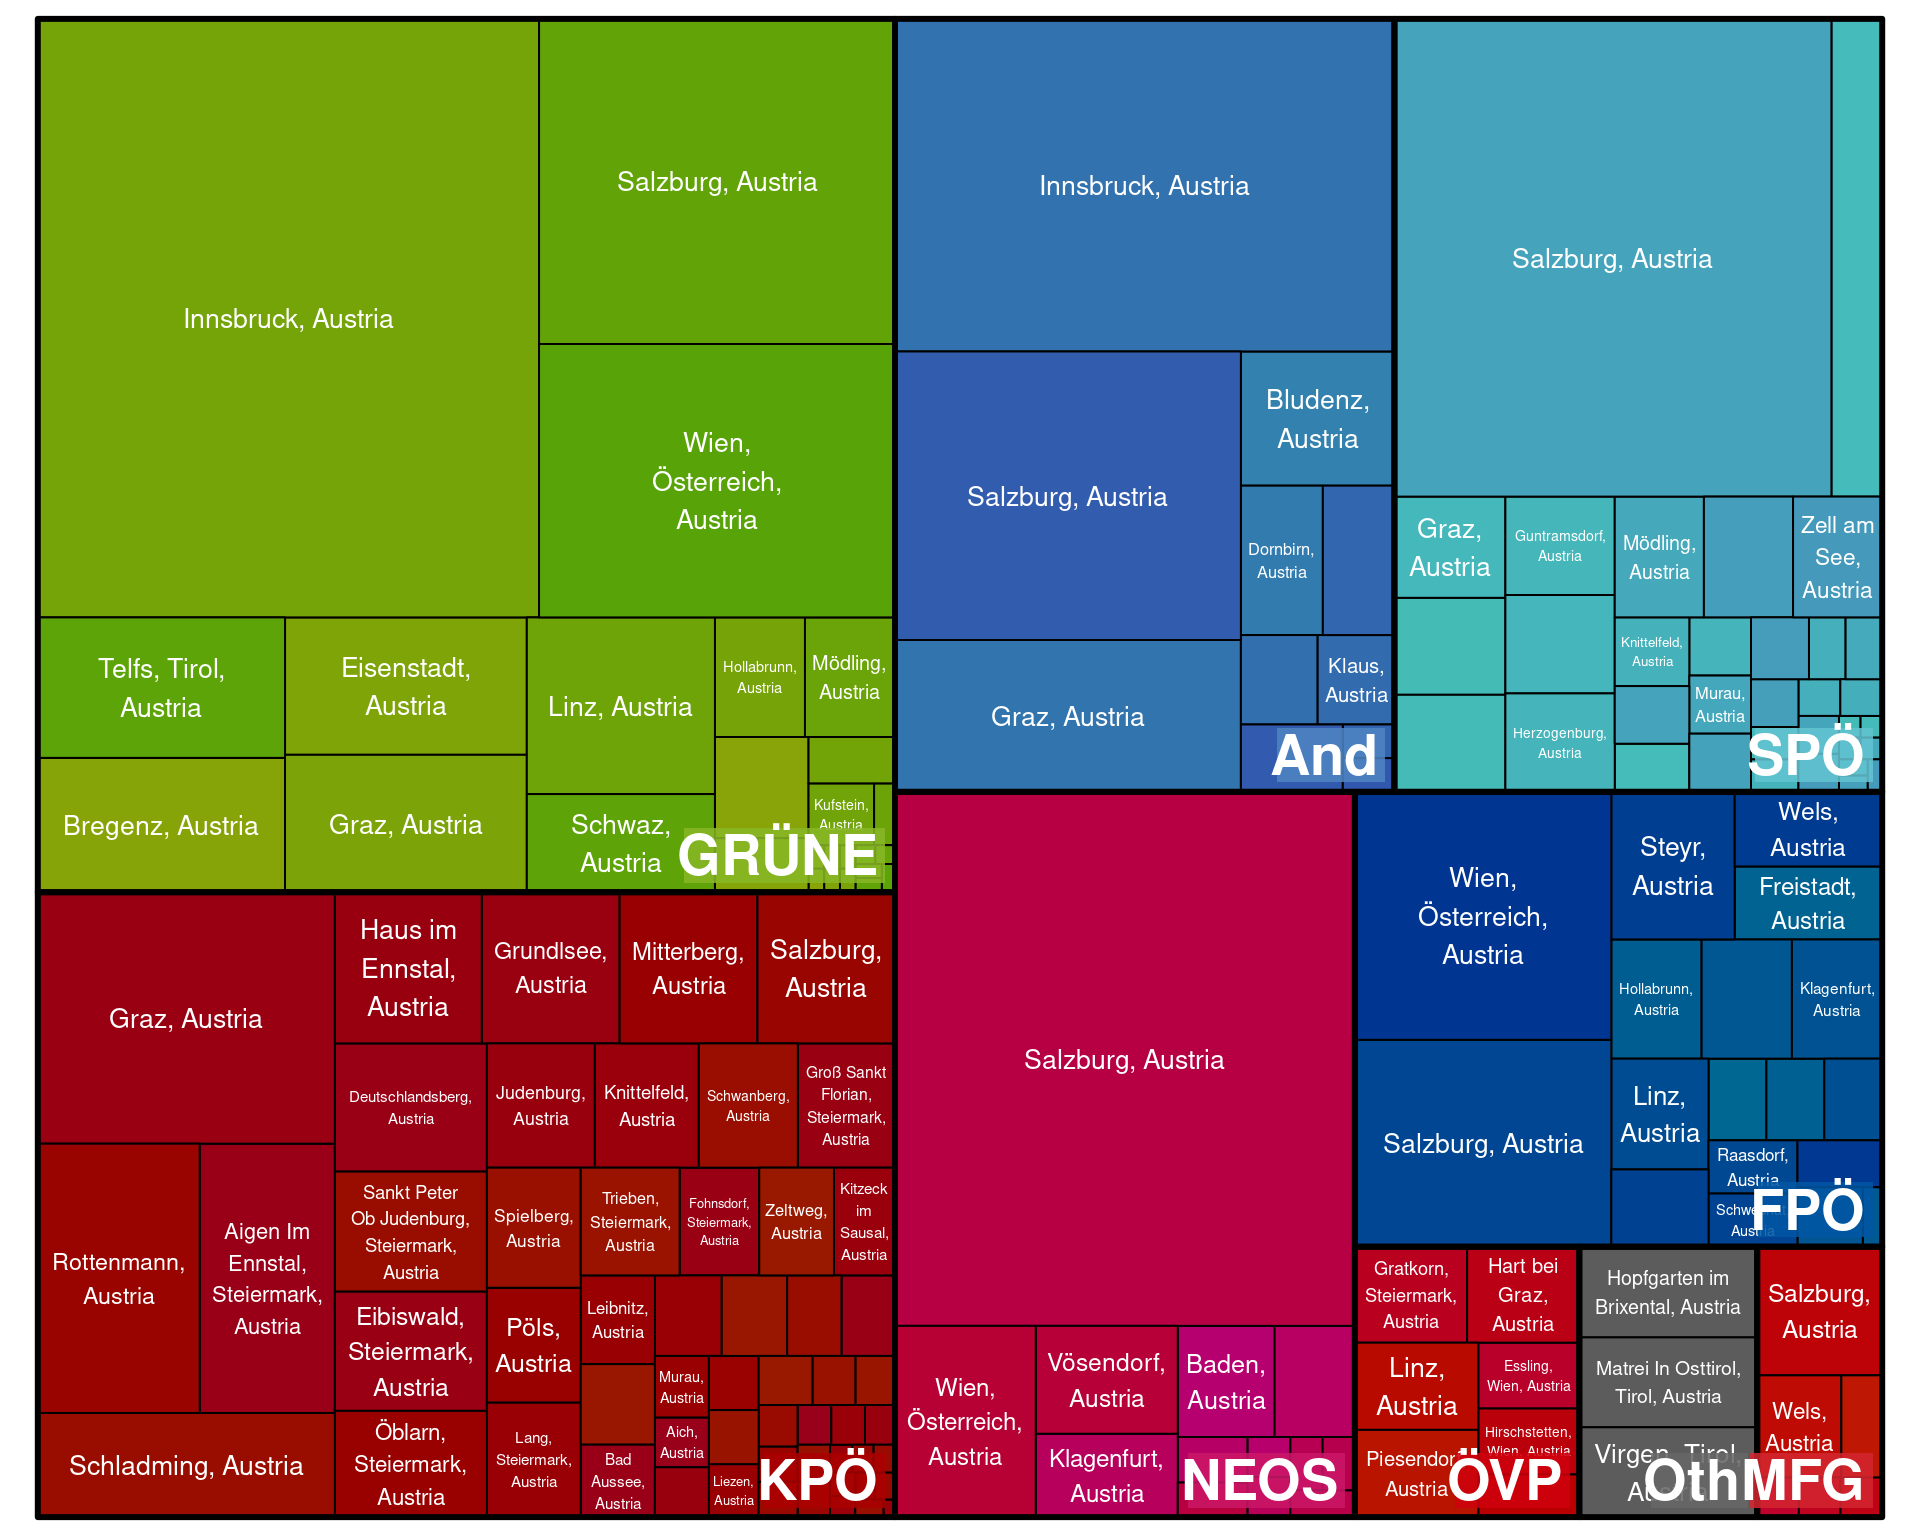 Innsbruck, Austria
Salzburg, Austria
Wien,
Österreich,
Austria
Telfs, Tirol,
Austria
Eisenstadt,
Austria
Linz, Austria
Hollabrunn,
Austria
Mödling,
Austria
Bregenz, Austria
Graz, Austria
Schwaz,
Austria
Kufstein,
Austria
GRÜNE
Innsbruck, Austria
Salzburg, Austria
Bludenz,
Austria
Dornbirn,
Austria
Graz, Austria
Klaus,
Austria
And
Salzburg, Austria
Graz,
Austria
Guntramsdorf,
Austria
Mödling,
Austria
Zell am
See,
Austria
Knittelfeld,
Austria
Murau,
Austria
Herzogenburg,
Austria
SPÖ
Graz, Austria
Haus im
Ennstal,
Austria
Grundlsee,
Austria
Mitterberg,
Austria
Salzburg,
Austria
Deutschlandsberg,
Austria
Judenburg,
Austria
Knittelfeld,
Austria
Schwanberg,
Austria
Groß Sankt
Florian,
Steiermark,
Austria
Rottenmann,
Austria
Aigen Im
Ennstal,
Steiermark,
Austria
Sankt Peter
Ob Judenburg,
Steiermark,
Austria
Spielberg,
Austria
Trieben,
Steiermark,
Austria
Fohnsdorf,
Steiermark,
Austria
Zeltweg,
Austria
Kitzeck
im
Sausal,
Austria
Eibiswald,
Steiermark,
Austria
Pöls,
Austria
Leibnitz,
Austria
Murau,
Austria
Schladming, Austria
Öblarn,
Steiermark,
Austria
Lang,
Steiermark,
Austria
Bad
Aussee,
Austria
Aich,
Austria
Liezen,
Austria
KPÖ
Salzburg, Austria
Wien,
Österreich,
Austria
Vösendorf,
Austria
Baden,
Austria
Klagenfurt,
Austria
NEOS
Wien,
Österreich,
Austria
Steyr,
Austria
Wels,
Austria
Freistadt,
Austria
Hollabrunn,
Austria
Klagenfurt,
Austria
Salzburg, Austria
Linz,
Austria
Raasdorf,
Austria
Austria
FPÖ
Gratkorn,
Steiermark,
Austria
Hart bei
Graz,
Austria
Linz,
Austria
Essling,
Wien, Austria
Hirschstetten,
Wien, Austria
Austria
ÖVP
Hopfgarten im
Brixental, Austria
Matrei In Osttirol,
Tirol, Austria
Virgen, Tirol,
Austria
Oth
Salzburg,
Austria
Wels,
Austria
MFG